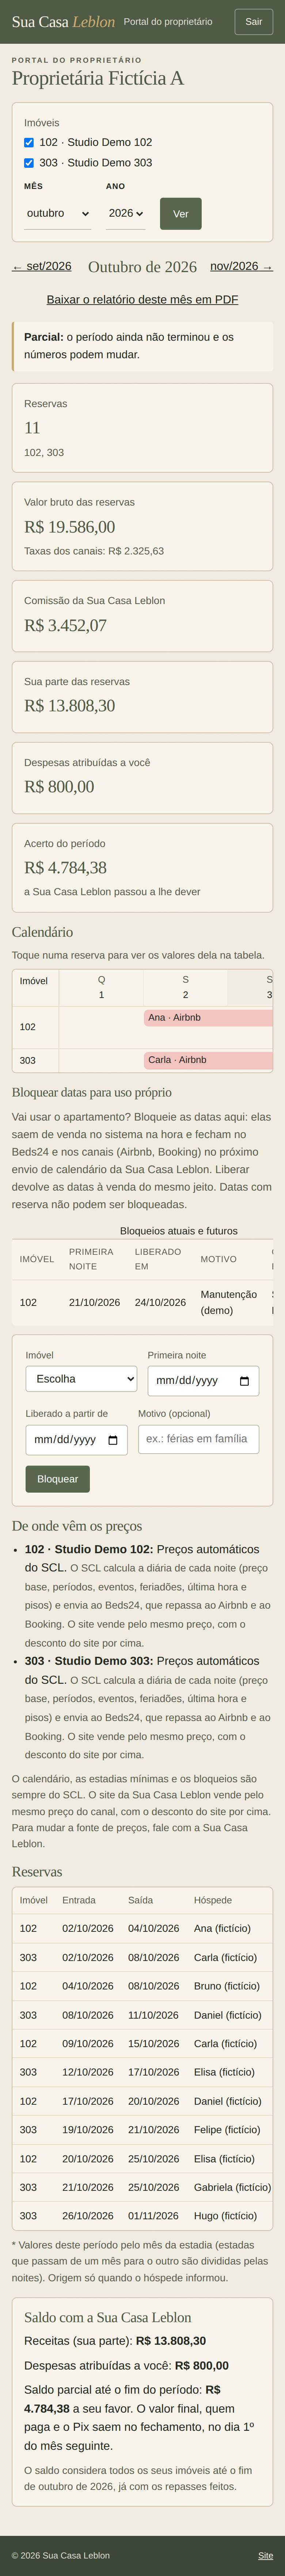 Sua Casa Leblon Portal do proprietário Sair
PORTAL DO PROPRIETÁRIO
Proprietária Fictícia A
Imóveis
102 · Studio Demo 102
303 · Studio Demo 303
MÊS ANO
outubro 2026 Ver
← set/2026 Outubro de 2026 nov/2026 →
Baixar o relatório deste mês em PDF
Parcial: o período ainda não terminou e os
números podem mudar.
Reservas
11
102, 303
Valor bruto das reservas
R$ 19.586,00
Taxas dos canais: R$ 2.325,63
Comissão da Sua Casa Leblon
R$ 3.452,07
Sua parte das reservas
R$ 13.808,30
Despesas atribuídas a você
R$ 800,00
Acerto do período
R$ 4.784,38
a Sua Casa Leblon passou a lhe dever
Calendário
Toque numa reserva para ver os valores dela na tabela.
Imóvel Q S S
1 2 3
102 Ana · Airbnb
303 Carla · Airbnb
Bloquear datas para uso próprio
Vai usar o apartamento? Bloqueie as datas aqui: elas
saem de venda no sistema na hora e fecham no
Beds24 e nos canais (Airbnb, Booking) no próximo
envio de calendário da Sua Casa Leblon. Liberar
devolve as datas à venda do mesmo jeito. Datas com
reserva não podem ser bloqueadas.
Bloqueios atuais e futuros
IMÓVEL PRIMEIRA NOITE LIBERADO EM MOTIVO
102 21/10/2026 24/10/2026 Manutenção (demo)
Imóvel Primeira noite
Escolha mm/dd/yyyy
Liberado a partir de Motivo (opcional)
mm/dd/yyyy ex.: férias em família
Bloquear
De onde vêm os preços
• 102 · Studio Demo 102: Preços automáticos
do SCL. O SCL calcula a diária de cada noite (preço
base, períodos, eventos, feriadões, última hora e
pisos) e envia ao Beds24, que repassa ao Airbnb e ao
Booking. O site vende pelo mesmo preço, com o
desconto do site por cima.
• 303 · Studio Demo 303: Preços automáticos
do SCL. O SCL calcula a diária de cada noite (preço
base, períodos, eventos, feriadões, última hora e
pisos) e envia ao Beds24, que repassa ao Airbnb e ao
Booking. O site vende pelo mesmo preço, com o
desconto do site por cima.
O calendário, as estadias mínimas e os bloqueios são
sempre do SCL. O site da Sua Casa Leblon vende pelo
mesmo preço do canal, com o desconto do site por cima.
Para mudar a fonte de preços, fale com a Sua Casa
Leblon.
Reservas
Imóvel Entrada Saída Hóspede
102 02/10/2026 04/10/2026 Ana (fictício)
303 02/10/2026 08/10/2026 Carla (fictício)
102 04/10/2026 08/10/2026 Bruno (fictício)
303 08/10/2026 11/10/2026 Daniel (fictício)
102 09/10/2026 15/10/2026 Carla (fictício)
303 12/10/2026 17/10/2026 Elisa (fictício)
102 17/10/2026 20/10/2026 Daniel (fictício)
303 19/10/2026 21/10/2026 Felipe (fictício)
102 20/10/2026 25/10/2026 Elisa (fictício)
303 21/10/2026 25/10/2026 Gabriela (fictício)
303 26/10/2026 01/11/2026 Hugo (fictício)
* Valores deste período pelo mês da estadia (estadas
que passam de um mês para o outro são divididas pelas
noites). Origem só quando o hóspede informou.
Saldo com a Sua Casa Leblon
Receitas (sua parte): R$ 13.808,30
Despesas atribuídas a você: R$ 800,00
Saldo parcial até o fim do período: R$
4.784,38 a seu favor. O valor final, quem
paga e o Pix saem no fechamento, no dia 1º
do mês seguinte.
O saldo considera todos os seus imóveis até o fim
de outubro de 2026, já com os repasses feitos.
© 2026 Sua Casa Leblon Site